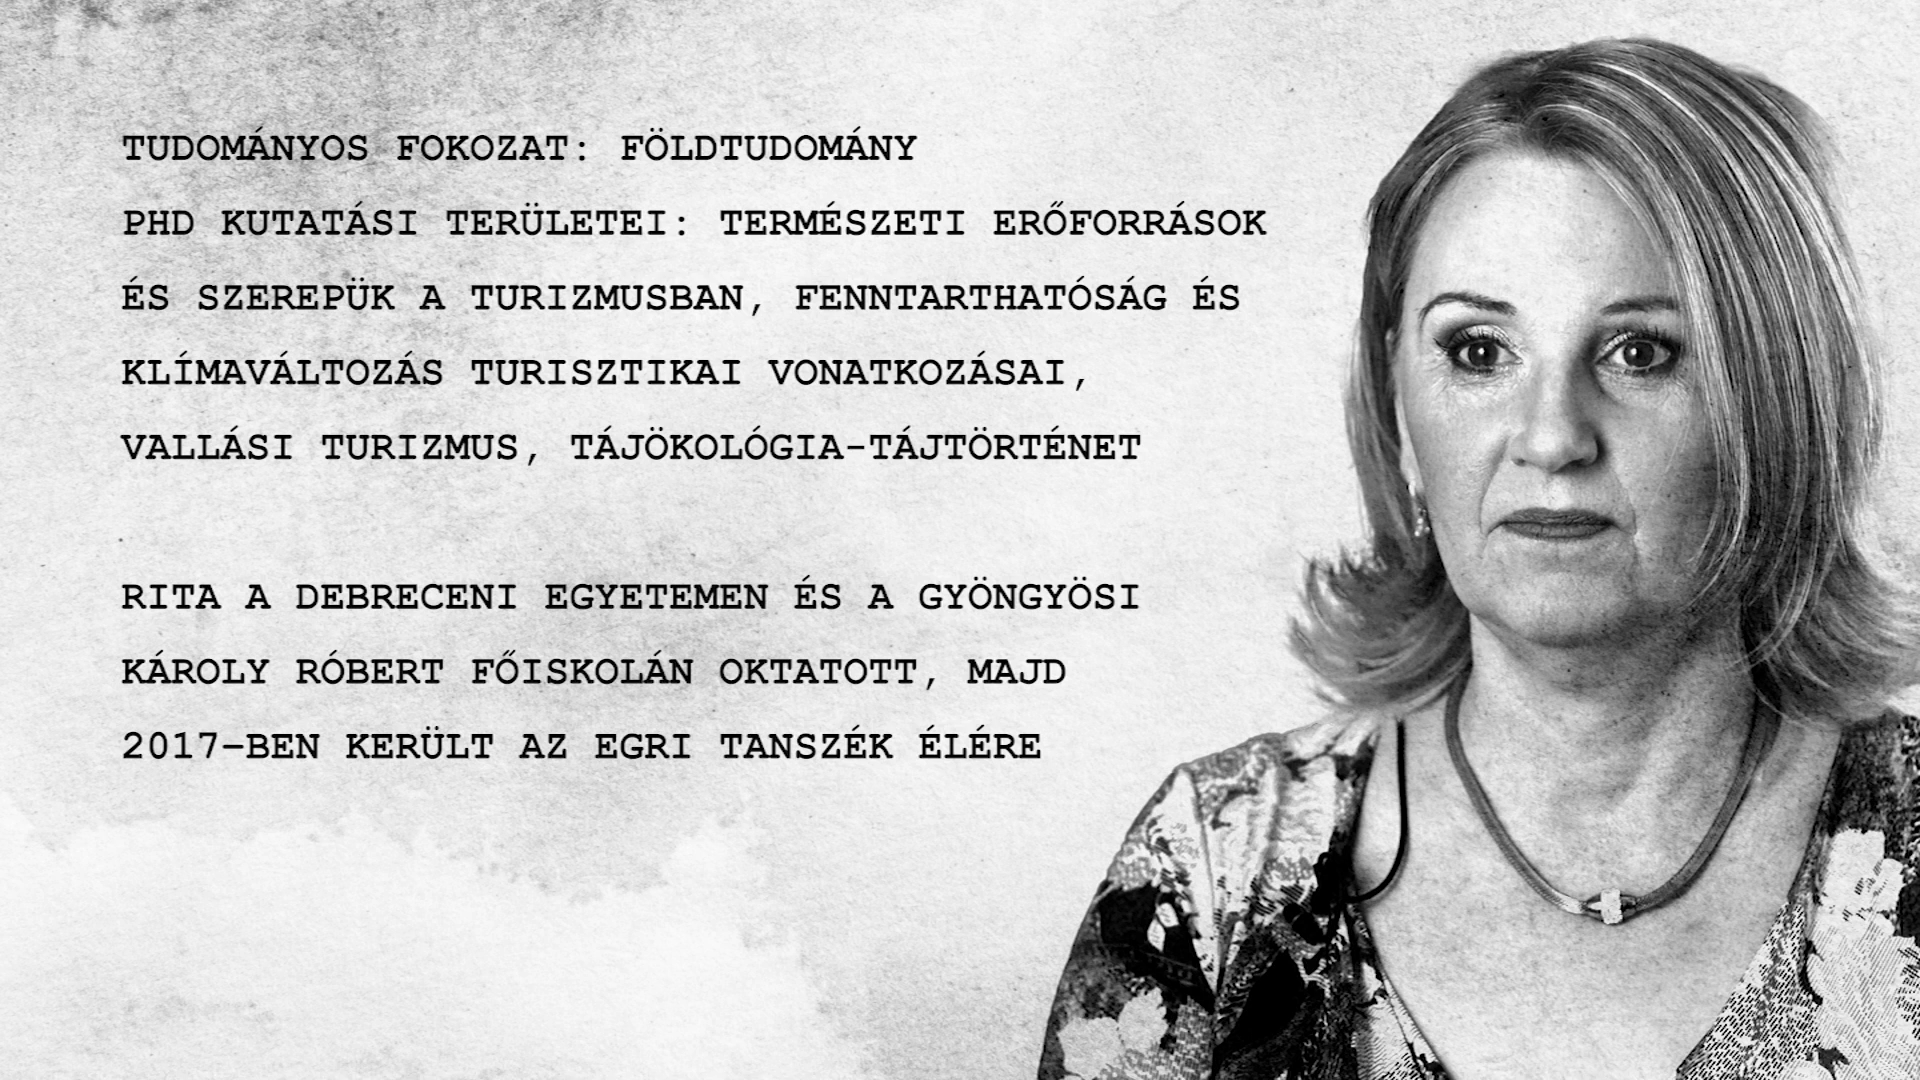 TUDOMÁNYOS FOKOZAT: FÖLDTUDOMÁNY
PHD KUTATÁSI TERÜLETEI: TERMÉSZETI ERŐFORRÁSOK
ÉS SZEREPÜK A TURIZMUSBAN, FENNTARTHATÓSÁG ÉS
KLÍMAVÁLTOZÁS TURISZTIKAI VONATKOZÁSAI,
VALLÁSI TURIZMUS, TÁJÖKOLÓGIA-TÁJTÖRTÉNET
RITA A DEBRECENI EGYETEMEN ÉS A GYÖNGYÖSI
KÁROLY RÓBERT FŐISKOLÁN OKTATOTT, MAJD
2017-BEN KERÜLT AZ EGRI TANSZÉK ÉLÉRE